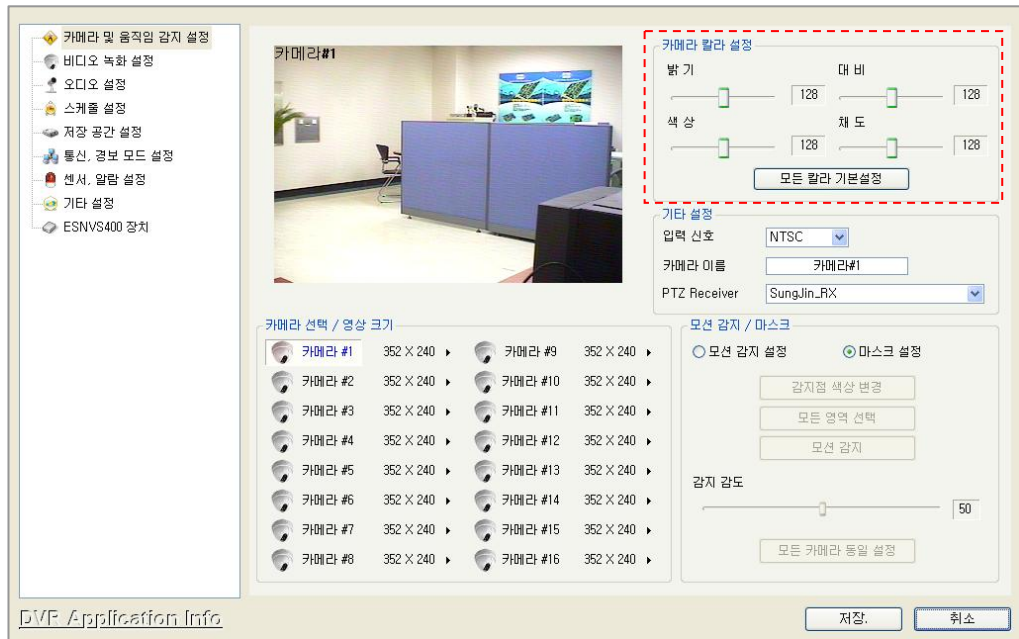 카메라 및 움직임 감지 설정
비디오 녹화 설정
오디오 설정
스케줄 설정
저장 공간 설정
통신, 경보 모드 설정
센서, 알람 설정
기타 설정
ESNVS400 장치
카메라#1
카메라 칼라 설정
밝 기
대 비
128
128
색 상
채 도
128
128
모든 칼라 기본설정
기타 설정
입력 신호
NTSC
카메라 이름
카메라#1
PTZ Receiver
SungJin_RX
카메라 선택 / 영상 크기
카메라 #1 352 X 240 카메라 #9 352 X 240
카메라 #2 352 X 240 카메라 #10 352 X 240
카메라 #3 352 X 240 카메라 #11 352 X 240
카메라 #4 352 X 240 카메라 #12 352 X 240
카메라 #5 352 X 240 카메라 #13 352 X 240
카메라 #6 352 X 240 카메라 #14 352 X 240
카메라 #7 352 X 240 카메라 #15 352 X 240
카메라 #8 352 X 240 카메라 #16 352 X 240
모션 감지 / 마스크
모션 감지 설정 마스크 설정
감지점 색상 변경
모든 영역 선택
모션 감지
감지 감도
50
모든 카메라 동일 설정
DVR Application Info
저장.
취소